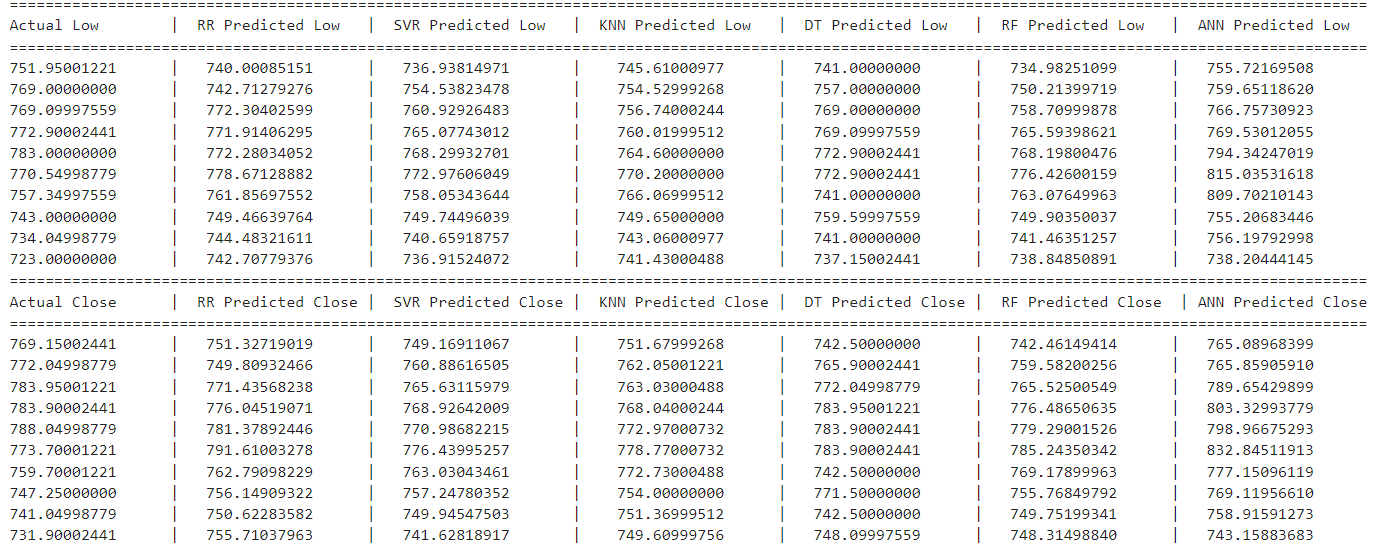 Actual Low | RR Predicted Low | SVR Predicted Low | KNN Predicted Low | DT Predicted Low | RF Predicted Low | ANN Predicted Low
751.95001221 | 740.00085151 | 736.93814971 | 745.61000977 | 741.00000000 | 734.98251099 | 755.72169508
769.00000000 | 742.71279276 | 754.53823478 | 754.52999268 | 757.00000000 | 750.21399719 | 759.65118620
769.09997559 | 772.30402599 | 760.92926483 | 756.74000244 | 769.00000000 | 758.70999878 | 766.75730923
772.90002441 | 771.91406295 | 765.07743012 | 760.01999512 | 769.09997559 | 765.59398621 | 769.53012055
783.00000000 | 772.28034052 | 768.29932701 | 764.60000000 | 772.90002441 | 768.19800476 | 794.34247019
770.54998779 | 778.67128882 | 772.97606049 | 770.20000000 | 772.90002441 | 776.42600159 | 815.03531618
757.34997559 | 761.85697552 | 758.05343644 | 766.06999512 | 741.00000000 | 763.07649963 | 809.70210143
743.00000000 | 749.46639764 | 749.74496039 | 749.65000000 | 759.59997559 | 749.90350037 | 755.20683446
734.04998779 | 744.48321611 | 740.65918757 | 743.06000977 | 741.00000000 | 741.46351257 | 756.19792998
723.00000000 | 742.70779376 | 736.91524072 | 741.43000488 | 737.15002441 | 738.84850891 | 738.20444145
Actual Close | RR Predicted Close | SVR Predicted Close | KNN Predicted Close | DT Predicted Close | RF Predicted Close | ANN Predicted Close
769.15002441 | 751.32719019 | 749.16911067 | 751.67999268 | 742.50000000 | 742.46149414 | 765.08968399
772.04998779 | 749.80932466 | 760.88616505 | 762.05001221 | 765.90002441 | 759.58200256 | 765.85905910
783.95001221 | 771.43568238 | 765.63115979 | 763.03000488 | 772.04998779 | 765.52500549 | 789.65429899
783.90002441 | 776.04519071 | 768.92642009 | 768.04000244 | 783.95001221 | 776.48650635 | 803.32993779
788.04998779 | 781.37892446 | 770.98682215 | 772.97000732 | 783.90002441 | 779.29001526 | 798.96675293
773.70001221 | 791.61003278 | 776.43995257 | 778.77000732 | 783.90002441 | 785.24350342 | 832.84511913
759.70001221 | 762.79098229 | 763.03043461 | 772.73000488 | 742.50000000 | 769.17899963 | 777.15096119
747.25000000 | 756.14909322 | 757.24780352 | 754.00000000 | 771.50000000 | 755.76849792 | 769.11956610
741.04998779 | 750.62283582 | 749.94547503 | 751.36999512 | 742.50000000 | 749.75199341 | 758.91591273
731.90002441 | 755.71037963 | 741.62818917 | 749.60999756 | 748.09997559 | 748.31498840 | 743.15883683